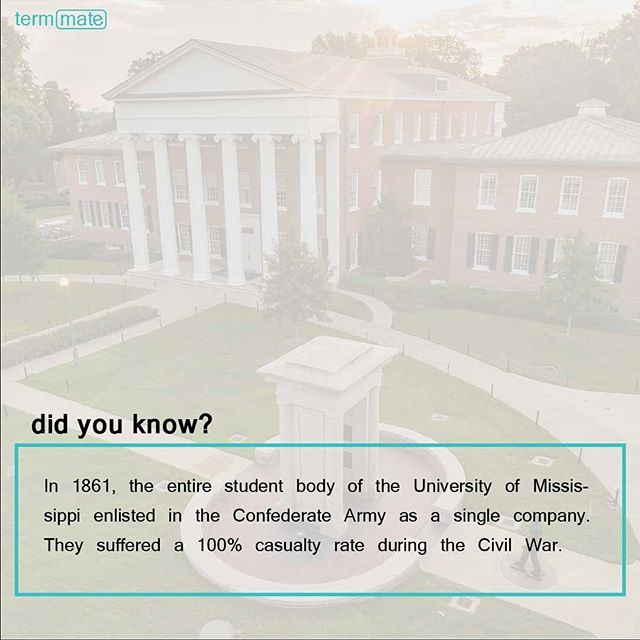 term mate
did you know?
In 1861, the entire student body of the University of Missis-
sippi enlisted in the Confederate Army as a single company.
They suffered a 100% casualty rate during the Civil War.